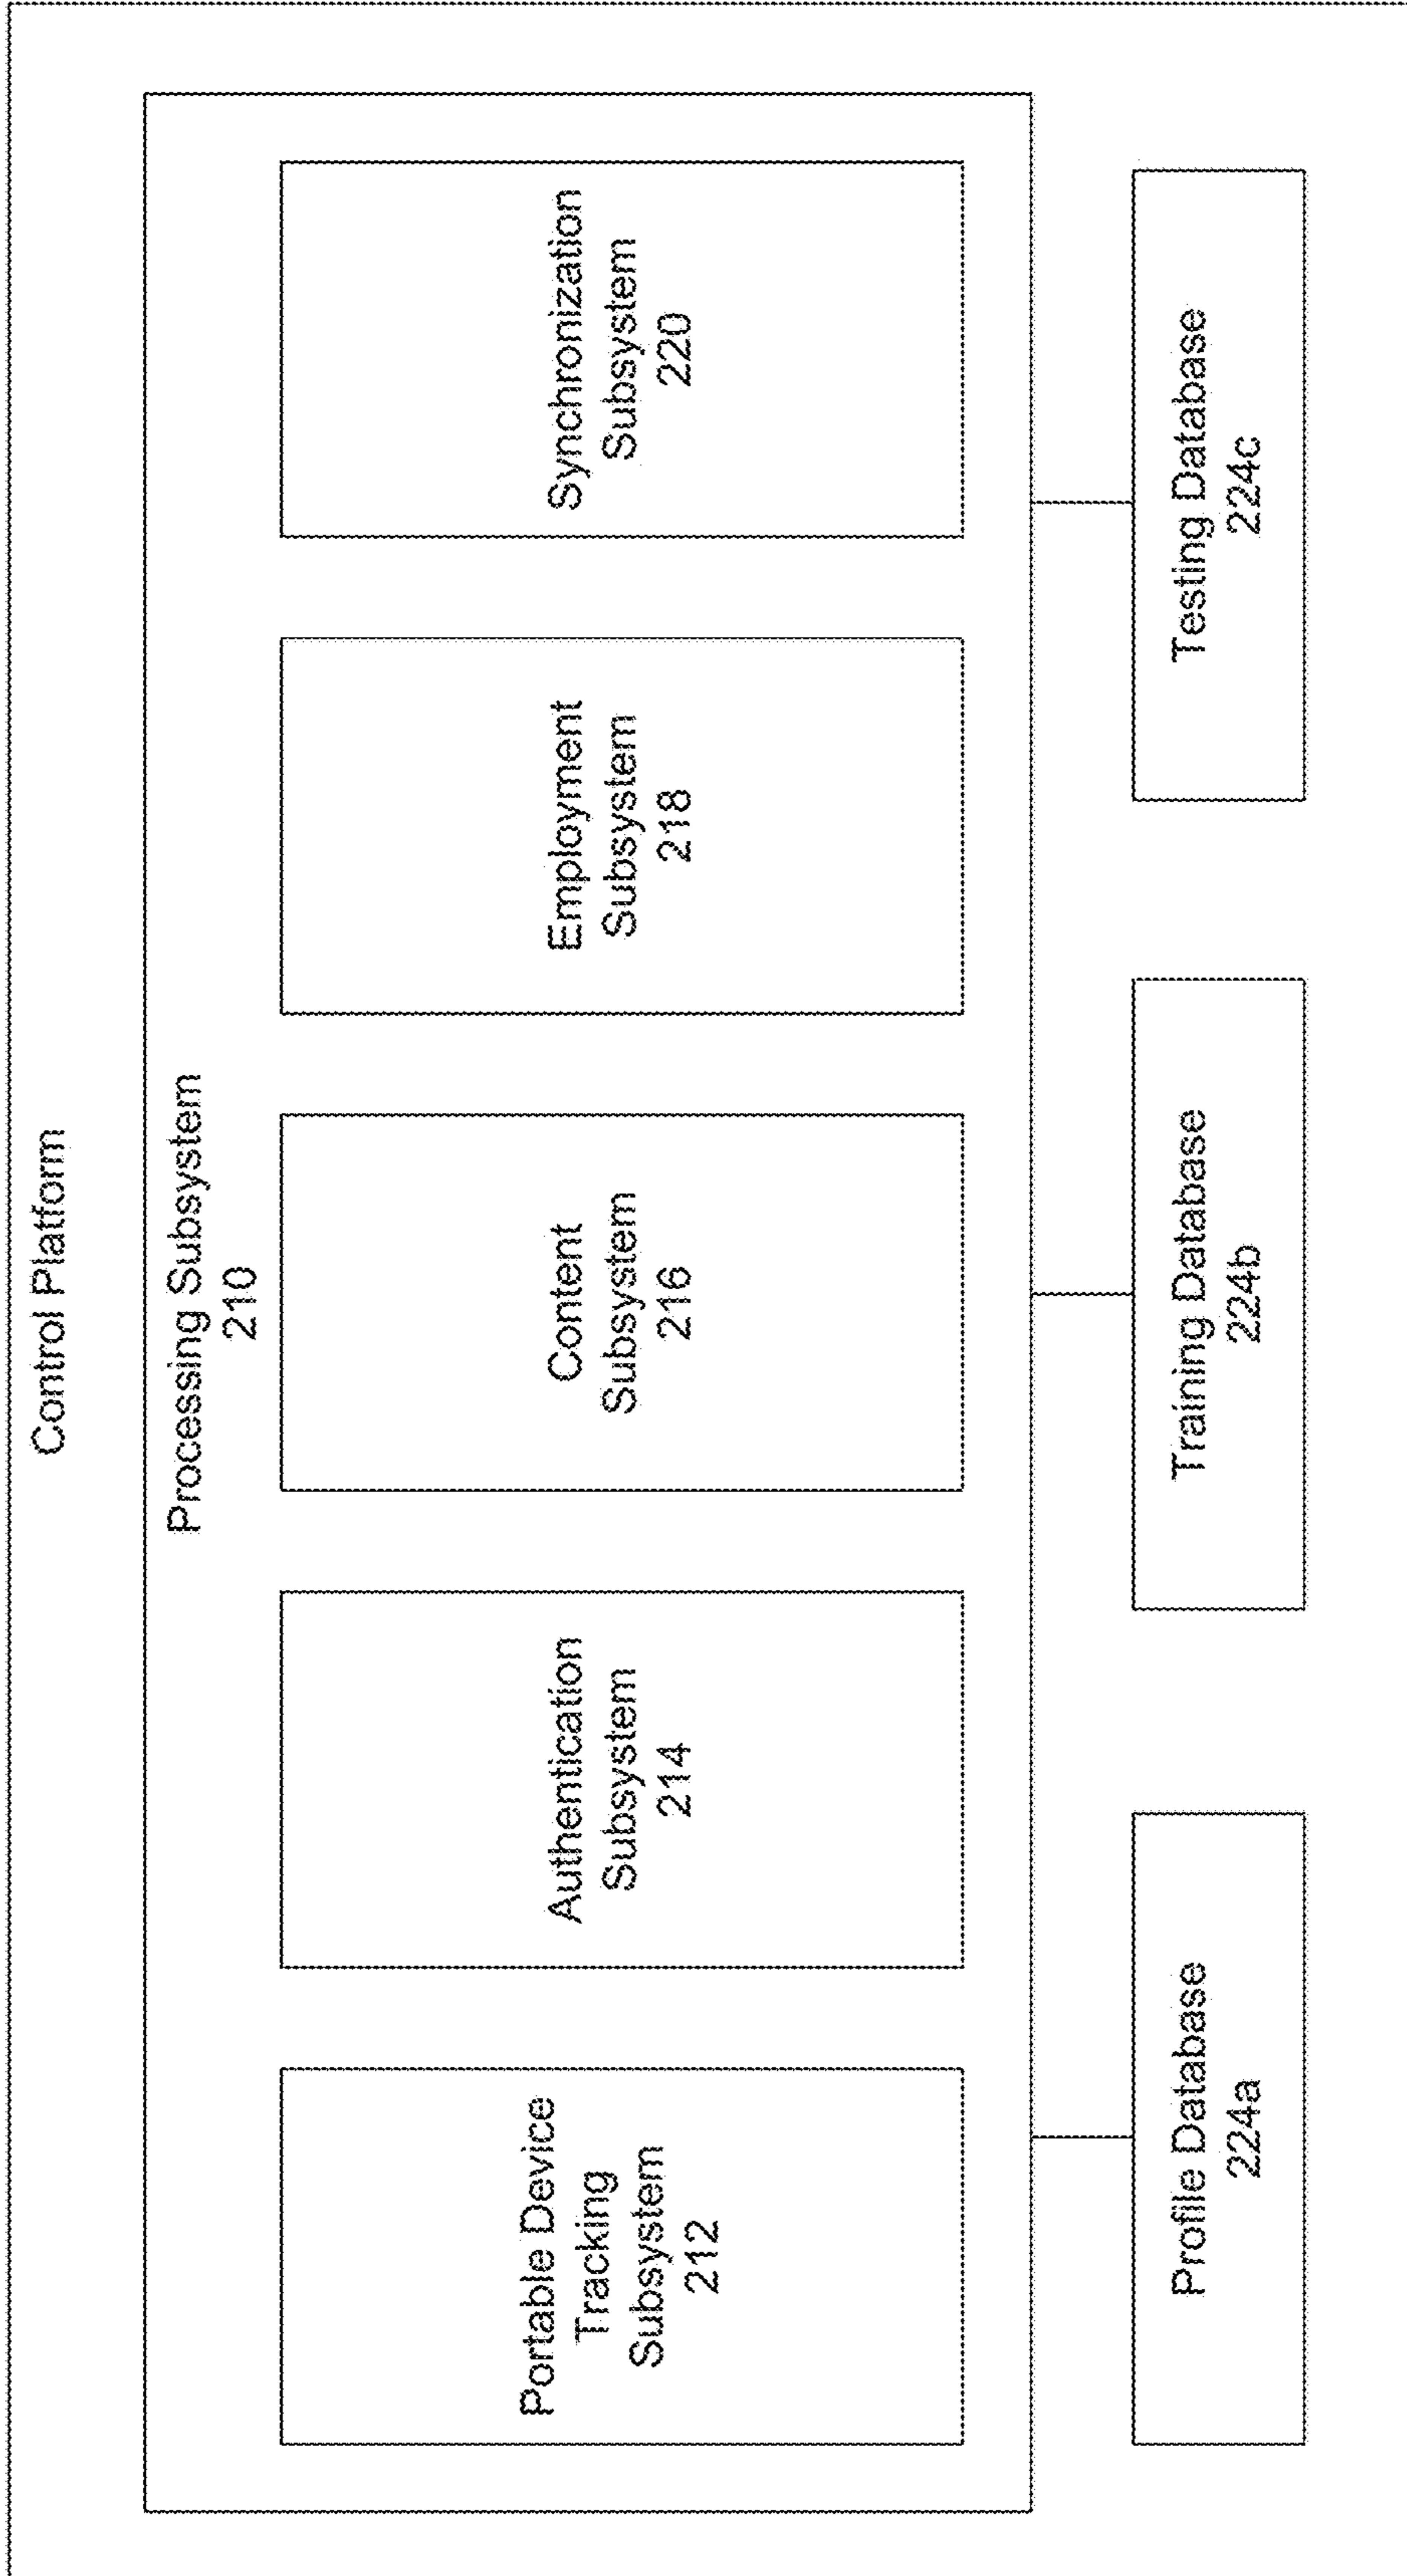 Control Platform
Processing Subsystem
210
Portable Device
Tracking
Subsystem
212
Authentication
Subsystem
214
Content
Subsystem
216
Employment
Subsystem
218
Synchronization
Subsystem
220
Profile Database
224a
Training Database
224b
Testing Database
224c